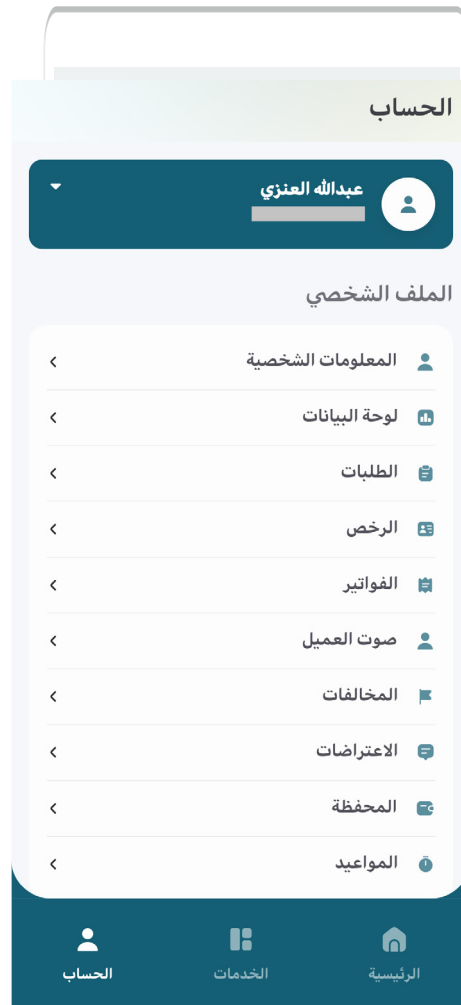 الحساب
عبدالله العنزي
الملف الشخصي
المعلومات الشخصية
لوحة البيانات
الطلبات
الرخص
الفواتير
صوت العميل
المخالفات
الاعتراضات
المحفظة
المواعيد
الرئيسية
الخدمات
الحساب